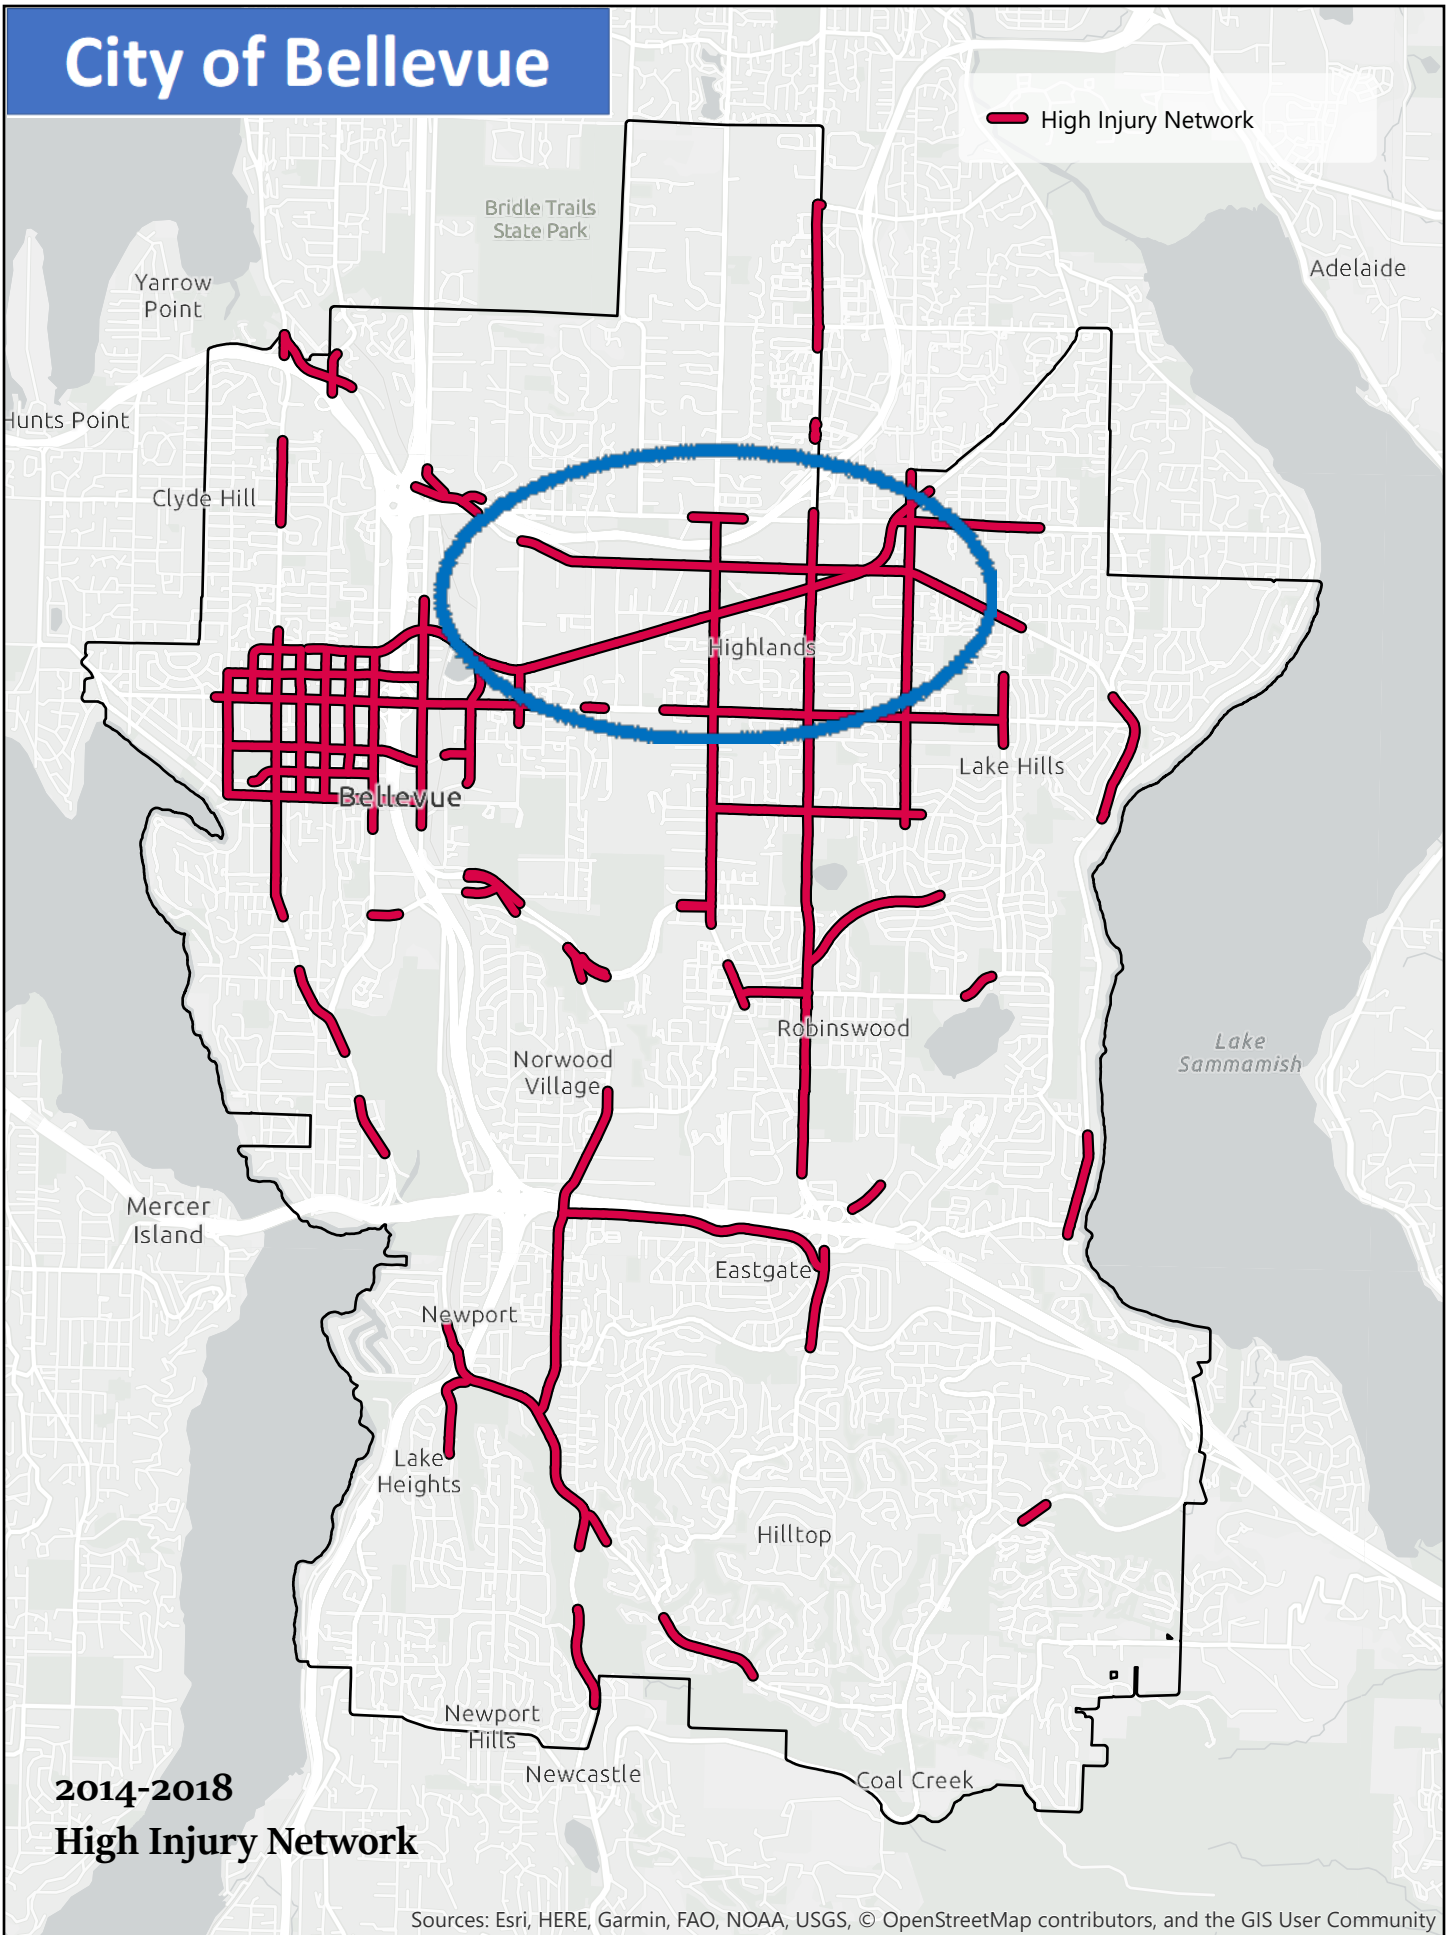 City of Bellevue
High Injury Network
Bridle Trails
State Park
Adelaide
Yarrow
Point
Hunts Point
Clyde Hill
Highlands
Lake Hills
Bellevue
Robinswood
Lake
Sammamish
Norwood
Village
Mercer
Island
Eastgate
Newport
Lake
Heights
Hilltop
Newport
Hills
Newcastle
Coal Creek
2014-2018
High Injury Network
Sources: Esri, HERE, Garmin, FAO, NOAA, USGS, © OpenStreetMap contributors, and the GIS User Community